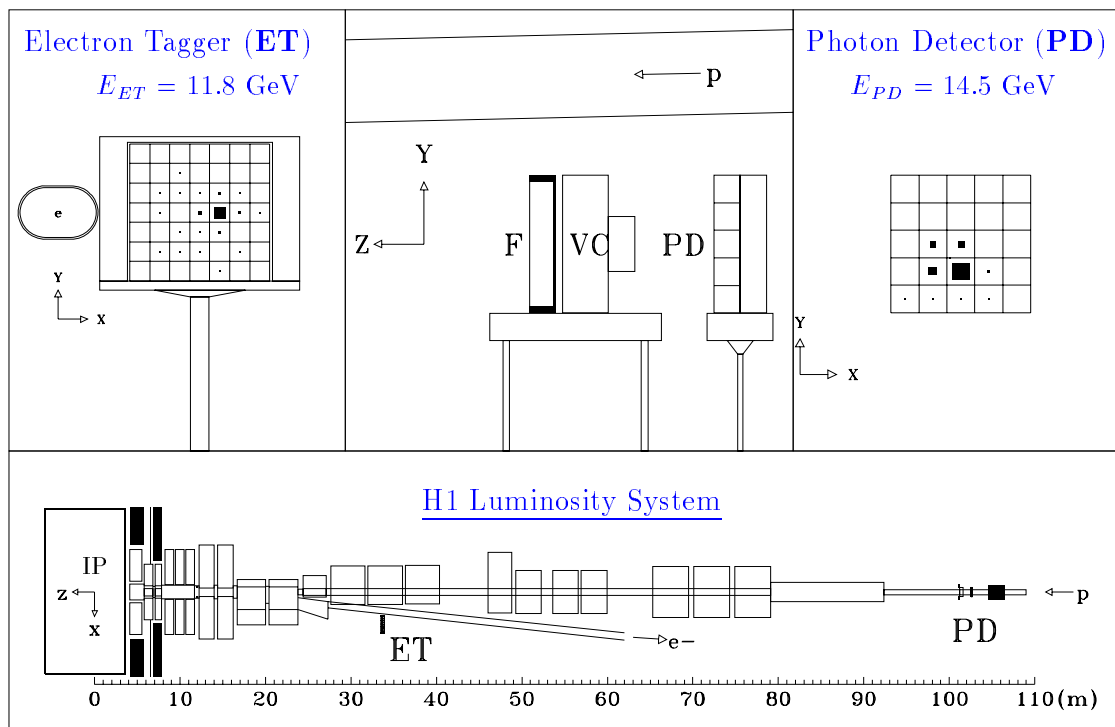 Electron Tagger (ET)
E_ET = 11.8 GeV
e
Y
X
p
Y
Z
F
VC
PD
Photon Detector (PD)
E_PD = 14.5 GeV
Y
X
H1 Luminosity System
IP
z
x
ET
e-
PD
p
0 10 20 30 40 50 60 70 80 90 100 110 (m)